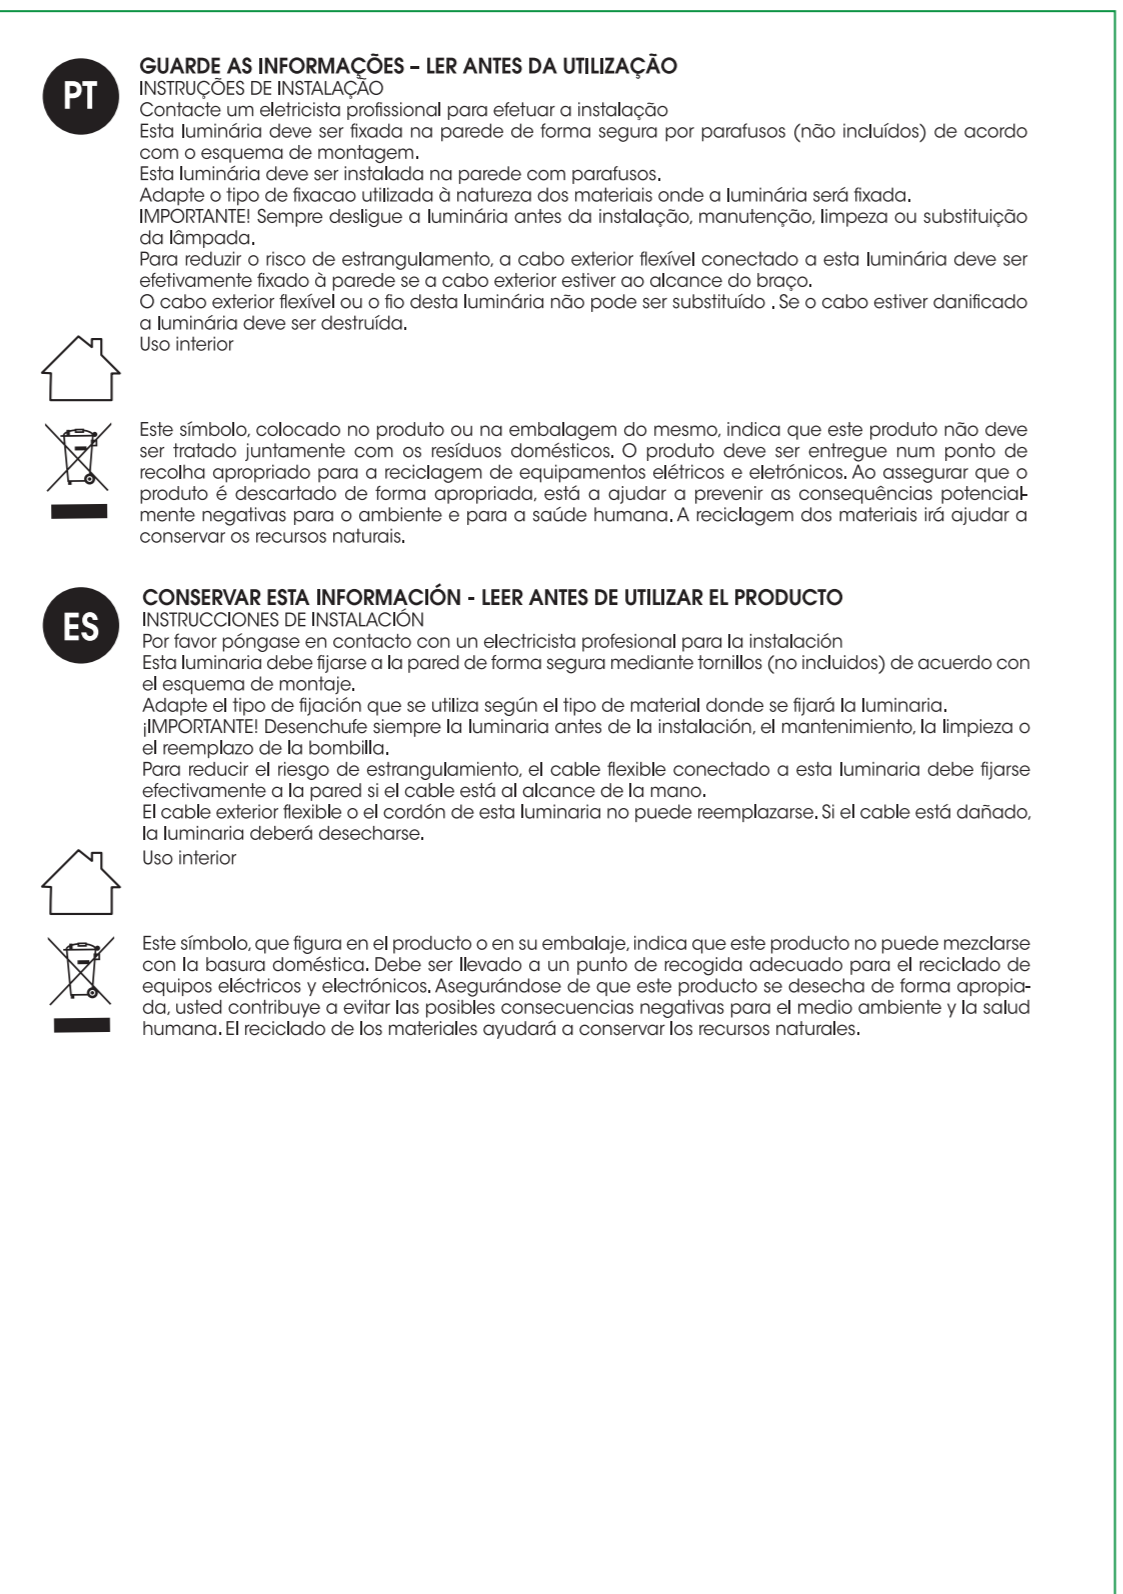 PT
GUARDE AS INFORMAÇÕES – LER ANTES DA UTILIZAÇÃO
INSTRUÇÕES DE INSTALAÇÃO
Contacte um eletricista profissional para efetuar a instalação
Esta luminária deve ser fixada na parede de forma segura por parafusos (não incluídos) de acordo
com o esquema de montagem.
Esta luminária deve ser instalada na parede com parafusos.
Adapte o tipo de fixacao utilizada à natureza dos materiais onde a luminária será fixada.
IMPORTANTE! Sempre desligue a luminária antes da instalação, manutenção, limpeza ou substituição
da lâmpada.
Para reduzir o risco de estrangulamento, a cabo exterior flexível conectado a esta luminária deve ser
efetivamente fixado à parede se a cabo exterior estiver ao alcance do braço.
O cabo exterior flexível ou o fio desta luminária não pode ser substituído . Se o cabo estiver danificado
a luminária deve ser destruída.
Uso interior
Este símbolo, colocado no produto ou na embalagem do mesmo, indica que este produto não deve
ser tratado juntamente com os resíduos domésticos. O produto deve ser entregue num ponto de
recolha apropriado para a reciclagem de equipamentos elétricos e eletrónicos. Ao assegurar que o
produto é descartado de forma apropriada, está a ajudar a prevenir as consequências potencial-
mente negativas para o ambiente e para a saúde humana. A reciclagem dos materiais irá ajudar a
conservar os recursos naturais.
ES
CONSERVAR ESTA INFORMACIÓN - LEER ANTES DE UTILIZAR EL PRODUCTO
INSTRUCCIONES DE INSTALACIÓN
Por favor póngase en contacto con un electricista profesional para la instalación
Esta luminaria debe fijarse a la pared de forma segura mediante tornillos (no incluidos) de acuerdo con
el esquema de montaje.
Adapte el tipo de fijación que se utiliza según el tipo de material donde se fijará la luminaria.
¡IMPORTANTE! Desenchufe siempre la luminaria antes de la instalación, el mantenimiento, la limpieza o
el reemplazo de la bombilla.
Para reducir el riesgo de estrangulamiento, el cable flexible conectado a esta luminaria debe fijarse
efectivamente a la pared si el cable está al alcance de la mano.
El cable exterior flexible o el cordón de esta luminaria no puede reemplazarse. Si el cable está dañado,
la luminaria deberá desecharse.
Uso interior
Este símbolo, que figura en el producto o en su embalaje, indica que este producto no puede mezclarse
con la basura doméstica. Debe ser llevado a un punto de recogida adecuado para el reciclado de
equipos eléctricos y electrónicos. Asegurándose de que este producto se desecha de forma apropia-
da, usted contribuye a evitar las posibles consecuencias negativas para el medio ambiente y la salud
humana. El reciclado de los materiales ayudará a conservar los recursos naturales.